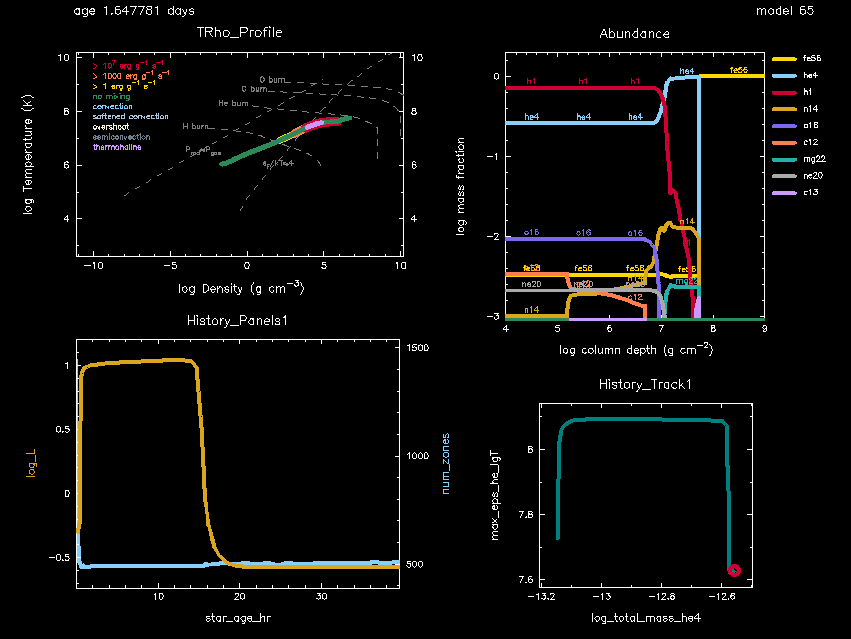 age 1.647781 days
model 65
TRho_Profile
10
8
6
4
10
8
6
4
−10
−5
0
5
10
log Temperature (K)
log Density (g cm⁻³)
> 10⁷ erg g⁻¹ s⁻¹
> 1000 erg g⁻¹ s⁻¹
> 1 erg g⁻¹ s⁻¹
no mixing
convection
softened convection
overshoot
semiconvection
thermohaline
O burn
C burn
He burn
H burn
Abundance
0
−1
−2
−3
4
5
6
7
8
9
log mass fraction
log column depth (g cm⁻²)
h1
h1
h1
he4
fe56
he4
he4
he4
o16
o16
o16
n14
fe56
fe56
fe56
ne20
n14
c12
fe56
he4
h1
n14
o16
c12
mg22
ne20
c13
History_Panels1
1
0.5
0
−0.5
1500
1000
500
10
20
30
log_L
num_zones
star_age_hr
History_Track1
8
7.8
7.6
−13.2
−13
−12.8
−12.6
max_eps_he_lgT
log_total_mass_he4